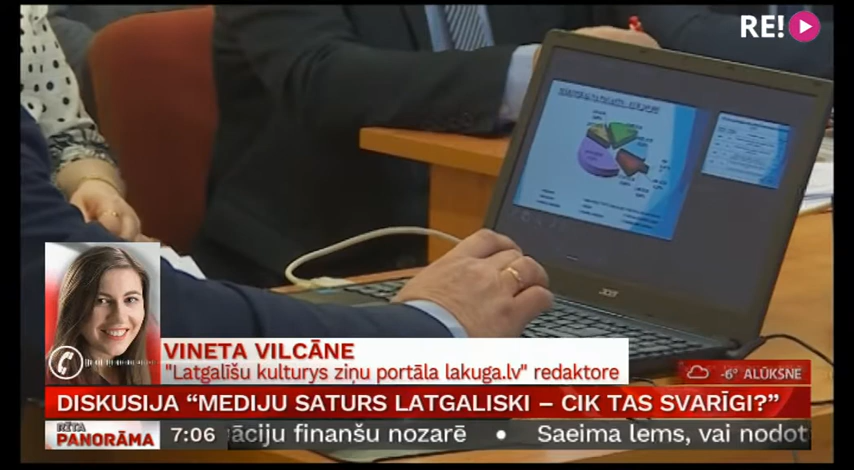 RE!
acer
VINETA VILCĀNE
"Latgalīšu kulturys ziņu portāla lakuga.lv" redaktore
-6° ALŪKSNE
DISKUSIJA “MEDIJU SATURS LATGALISKI – CIK TAS SVARĪGI?”
RĪTA
PANORĀMA
7:06 āciju finanšu nozarē • Saeima lems, vai nodot